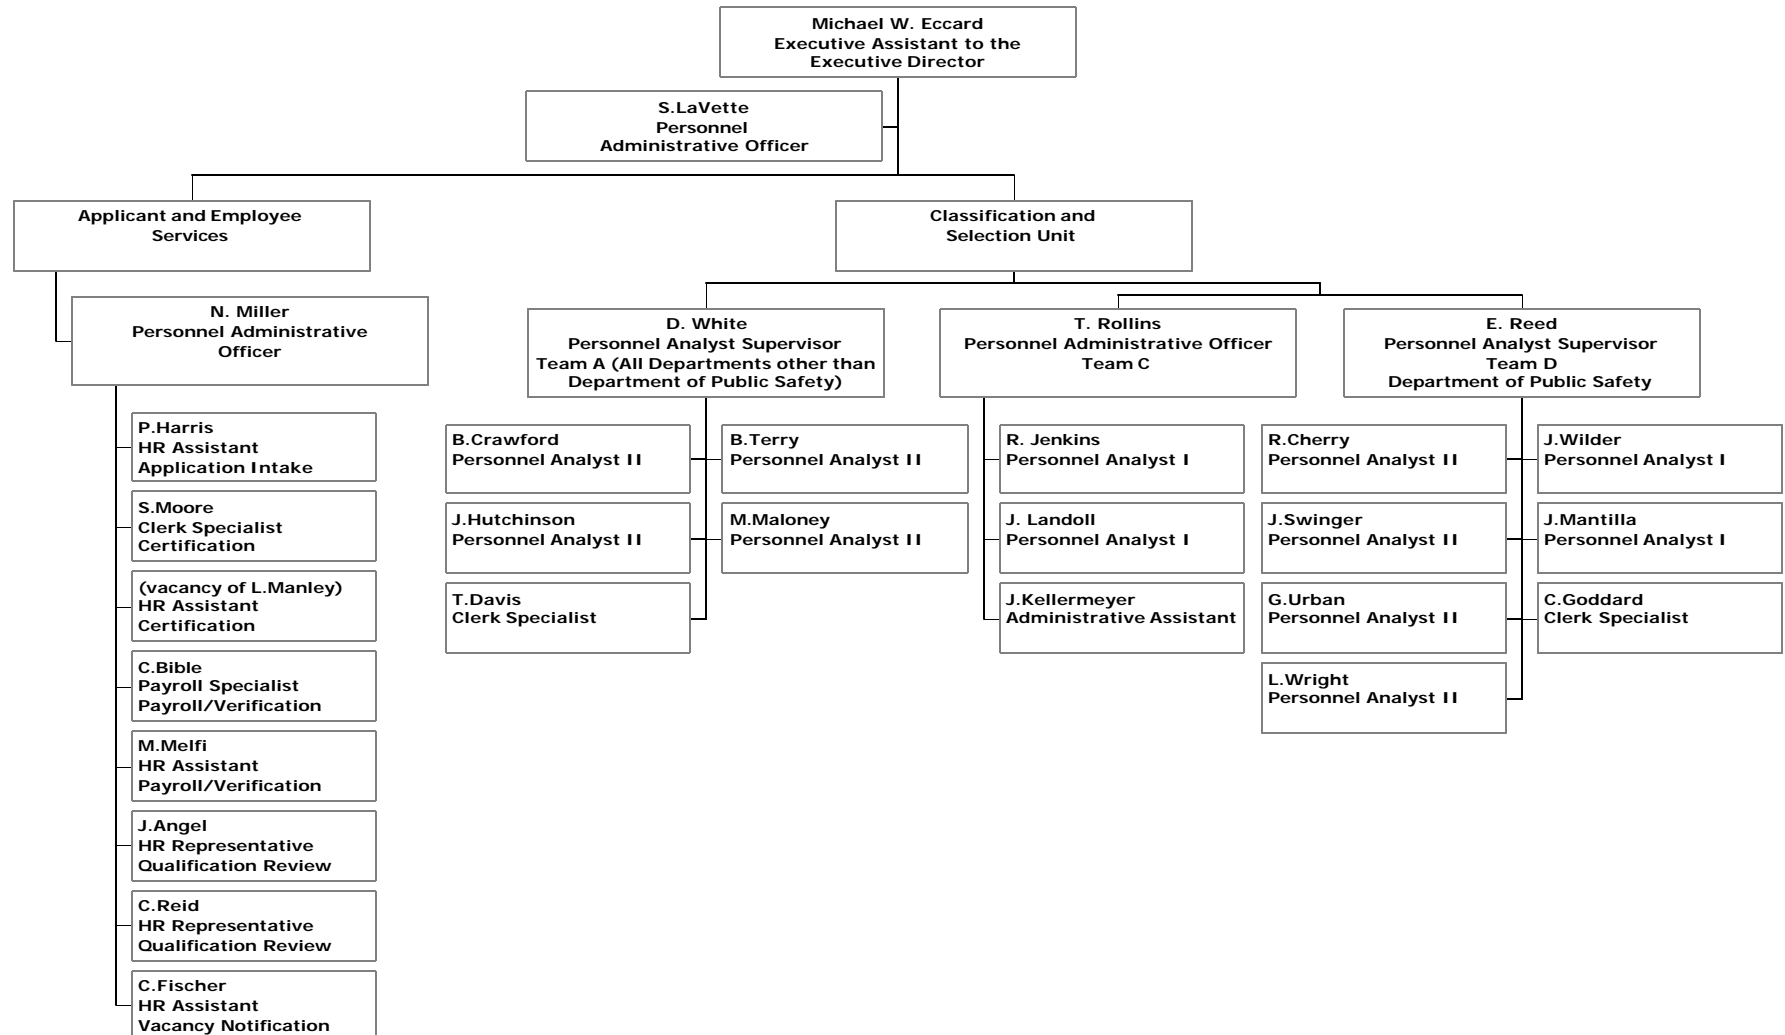 Michael W. Eccard
Executive Assistant to the
Executive Director
S.LaVette
Personnel
Administrative Officer
Applicant and Employee
Services
Classification and
Selection Unit
N. Miller
Personnel Administrative
Officer
D. White
Personnel Analyst Supervisor
Team A (All Departments other than
Department of Public Safety)
T. Rollins
Personnel Administrative Officer
Team C
E. Reed
Personnel Analyst Supervisor
Team D
Department of Public Safety
P.Harris
HR Assistant
Application Intake
S.Moore
Clerk Specialist
Certification
(vacancy of L.Manley)
HR Assistant
Certification
C.Bible
Payroll Specialist
Payroll/Verification
M.Melfi
HR Assistant
Payroll/Verification
J.Angel
HR Representative
Qualification Review
C.Reid
HR Representative
Qualification Review
C.Fischer
HR Assistant
Vacancy Notification
B.Crawford
Personnel Analyst II
B.Terry
Personnel Analyst II
J.Hutchinson
Personnel Analyst II
M.Maloney
Personnel Analyst II
T.Davis
Clerk Specialist
R. Jenkins
Personnel Analyst I
J. Landoll
Personnel Analyst I
J.Kellermeyer
Administrative Assistant
R.Cherry
Personnel Analyst II
J.Wilder
Personnel Analyst I
J.Swinger
Personnel Analyst II
J.Mantilla
Personnel Analyst I
G.Urban
Personnel Analyst II
C.Goddard
Clerk Specialist
L.Wright
Personnel Analyst II